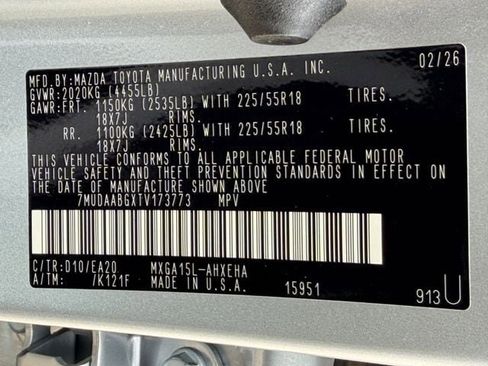 MFD. BY:MAZDA TOYOTA MANUFACTURING U.S.A. INC. 02/26
GVWR:2020KG (4455LB)
GAWR:FRT. 1150KG (2535LB) WITH 225/55R18 TIRES.
18X7J RIMS.
RR. 1100KG (2425LB) WITH 225/55R18 TIRES.
18X7J RIMS.
THIS VEHICLE CONFORMS TO ALL APPLICABLE FEDERAL MOTOR
VEHICLE SAFETY AND THEFT PREVENTION STANDARDS IN EFFECT
ON THE DATE OF MANUFACTURE SHOWN ABOVE
7MUDAABGXTV173773 MPV
C/TR:D10/EA20 MXGA15L-AHXEHA
A/TM: /K121F MADE IN U.S.A. 15951 913U